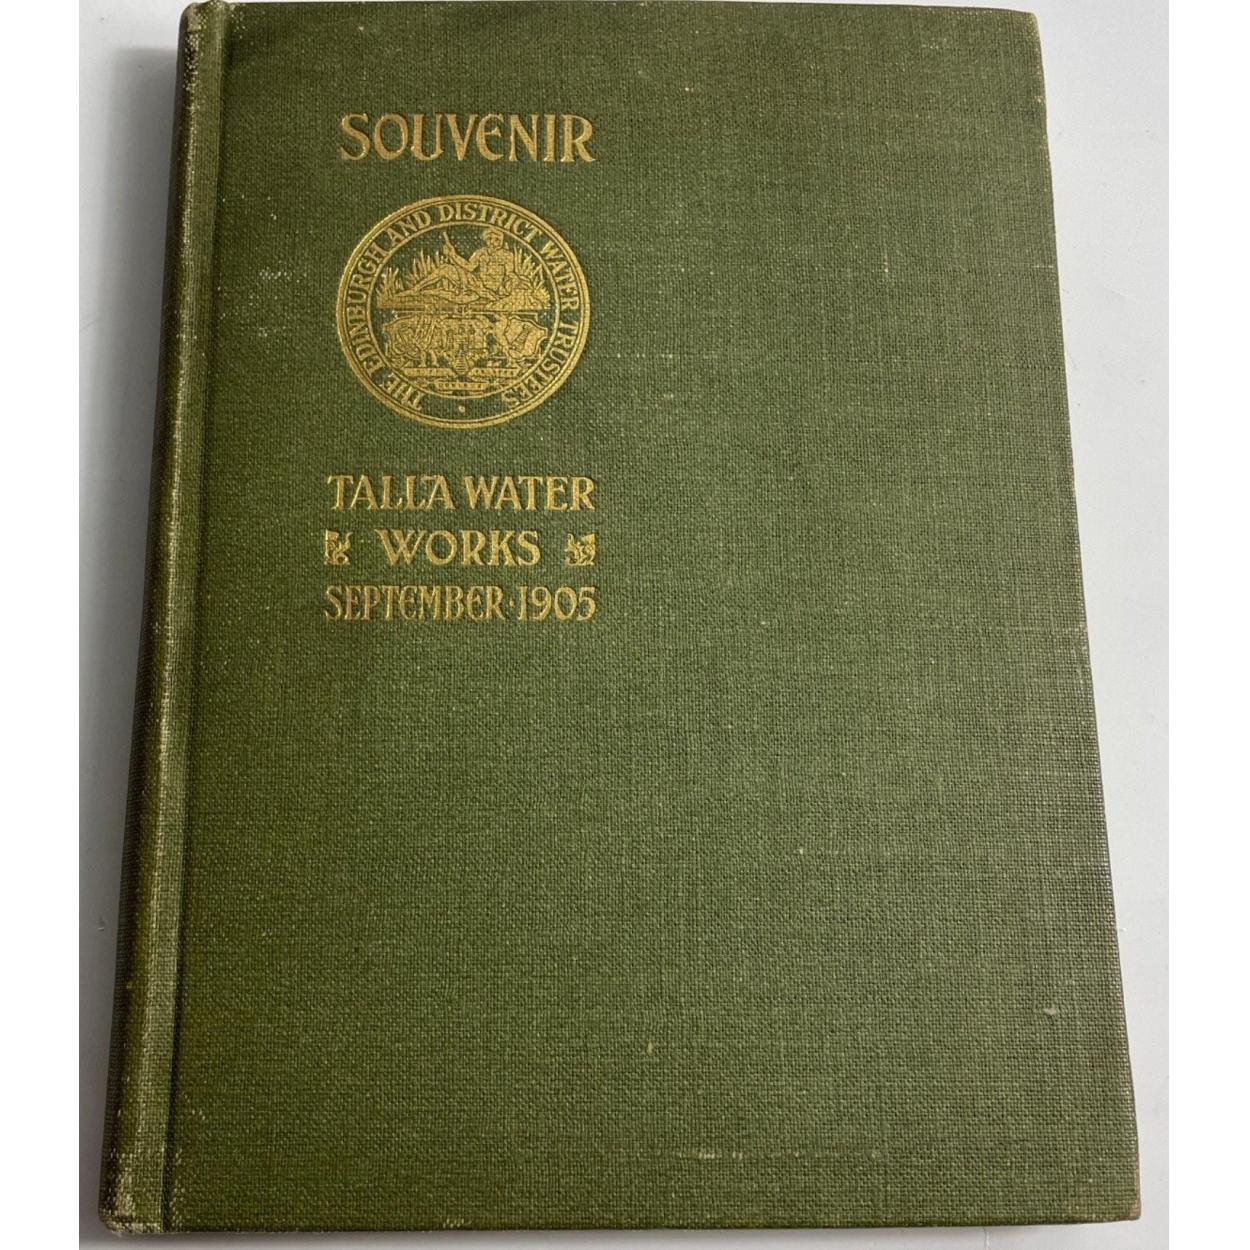 SOUVENIR
THE EDINBURGH AND DISTRICT WATER TRUSTEES
TALLA WATER
WORKS
SEPTEMBER·1905